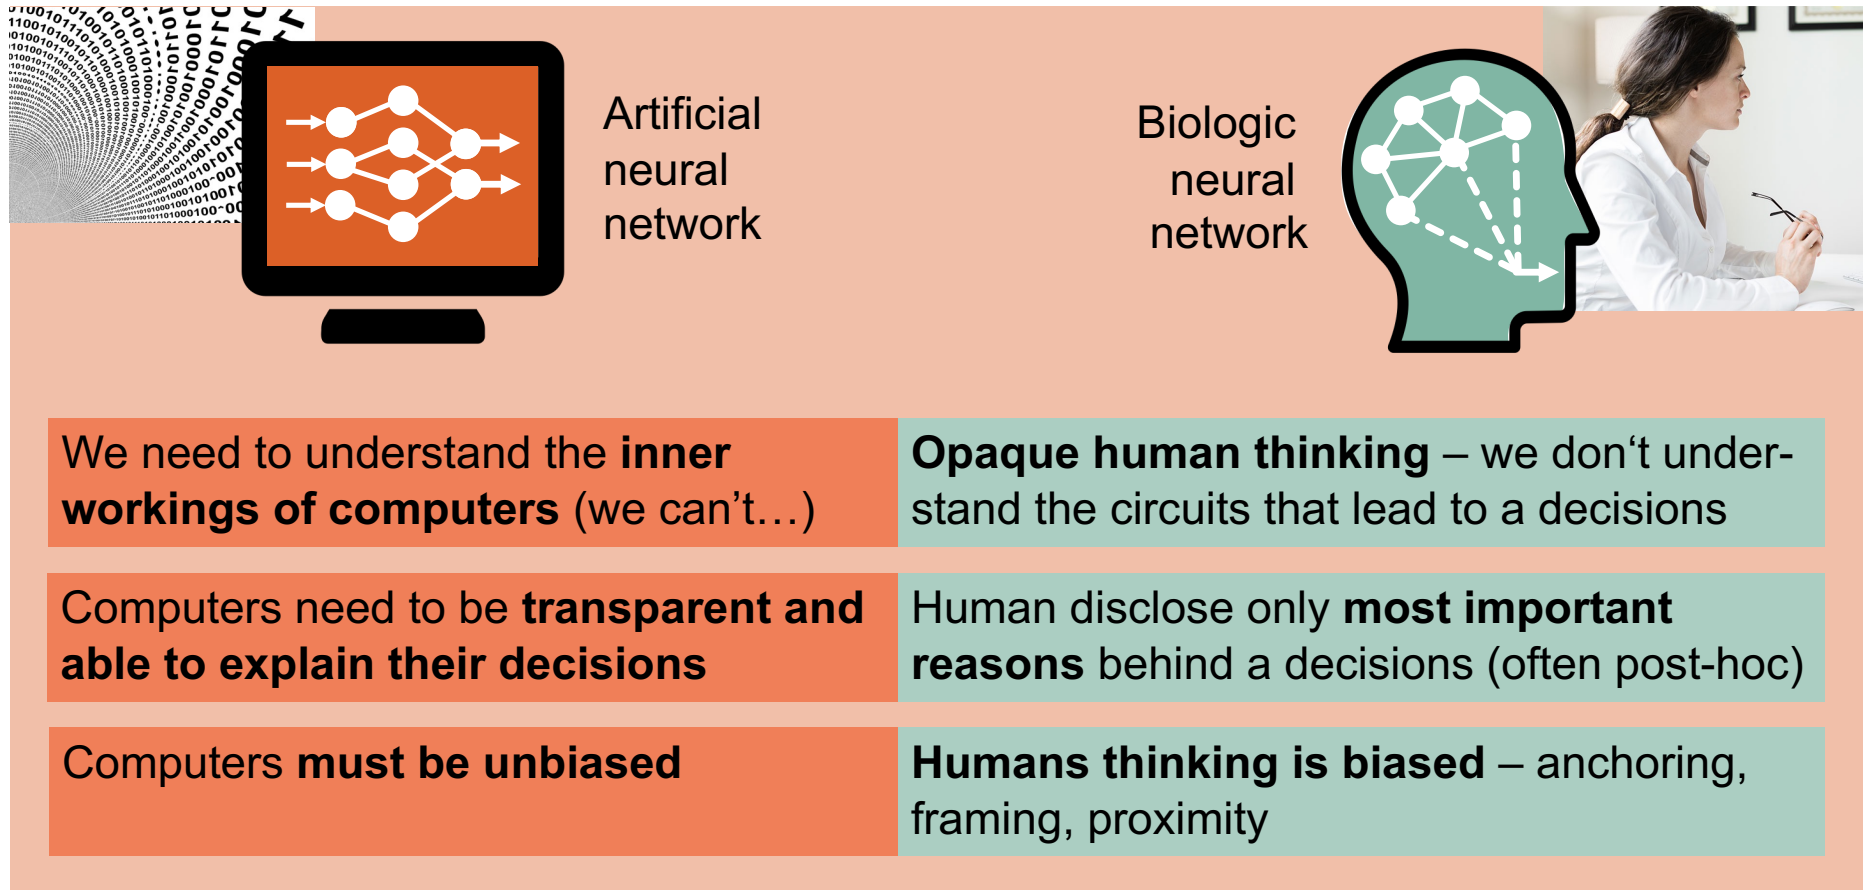 Artificial
neural
network
Biologic
neural
network
We need to understand the inner
workings of computers (we can’t…)
Opaque human thinking – we don‘t under-
stand the circuits that lead to a decisions
Computers need to be transparent and
able to explain their decisions
Human disclose only most important
reasons behind a decisions (often post-hoc)
Computers must be unbiased
Humans thinking is biased – anchoring,
framing, proximity